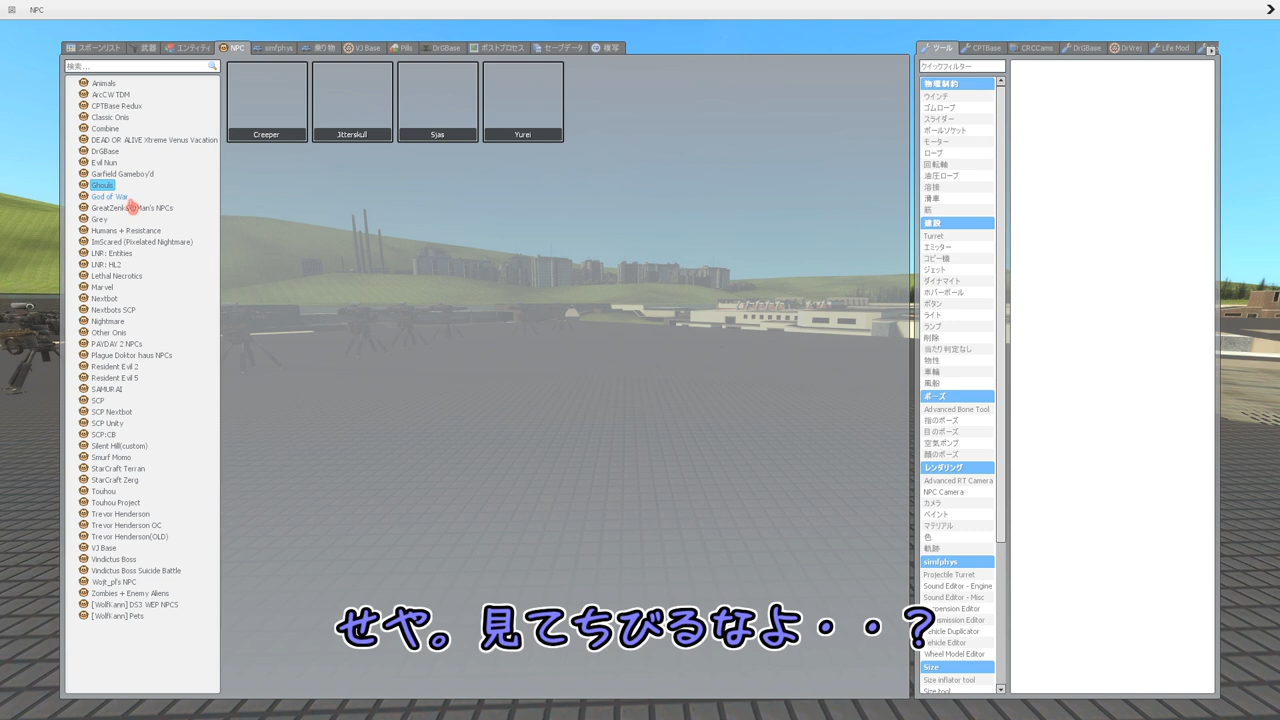 NPC
スポーンリスト
武器
エンティティ
NPC
simfphys
乗り物
VJ Base
Pills
DrGBase
ポストプロセス
セーブデータ
複写
検索...
Animals
ArcCW TDM
CPTBase Redux
Classic Onis
Combine
DEAD OR ALIVE Xtreme Venus Vacation
DrGBase
Evil Nun
Garfield Gameboy'd
Ghouls
God of War
Grey
Humans + Resistance
ImScared (Pixelated Nightmare)
LNR: Entities
LNR: HL2
Lethal Necrotics
Marvel
Nextbot
Nextbots SCP
Nightmare
Other Onis
PAYDAY 2 NPCs
Plague Doktor haus NPCs
Resident Evil 2
Resident Evil 5
SAMURAI
SCP
SCP Nextbot
SCP Unity
SCP:CB
Silent Hill(custom)
Smurf Momo
StarCraft Terran
StarCraft Zerg
Touhou
Touhou Project
Trevor Henderson
Trevor Henderson OC
Trevor Henderson(OLD)
VJ Base
Vindictus Boss
Vindictus Boss Suicide Battle
Wojt_pl's NPC
Zombies + Enemy Aliens
[WolfKann] DS3 WEP NPCS
[WolfKann] Pets
Creeper
Jitterskull
Sjas
Yurei
ツール
CPTBase
CRCCams
DrGBase
DrVrej
Life Mod
クイックフィルター
物理制約
ウインチ
ゴムロープ
スライダー
ボールソケット
モーター
ロープ
回転軸
油圧ロープ
溶接
滑車
筋
建設
Turret
エミッター
コピー機
ジェット
ダイナマイト
ホバーボール
ボタン
ライト
ランプ
削除
当たり判定なし
物性
車輪
風船
ポーズ
Advanced Bone Tool
指のポーズ
目のポーズ
空気ポンプ
顔のポーズ
レンダリング
Advanced RT Camera
NPC Camera
カメラ
ペイント
マテリアル
色
軌跡
simfphys
Projectile Turret
Sound Editor - Engine
Sound Editor - Misc
Editor
Editor
Duplicator
Editor
Wheel Model Editor
Size
Size inflator tool
Size tool
せや。見てちびるなよ・・？